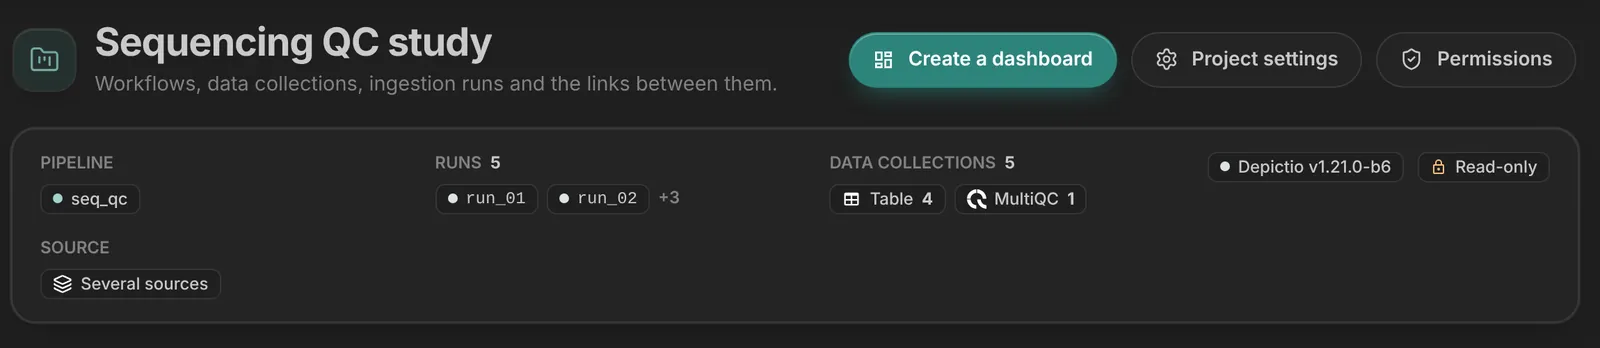 Sequencing QC study
Workflows, data collections, ingestion runs and the links between them.
Create a dashboard
Project settings
Permissions
PIPELINE
seq_qc
RUNS 5
run_01 run_02 +3
DATA COLLECTIONS 5
Table 4 MultiQC 1
Depictio v1.21.0-b6
Read-only
SOURCE
Several sources